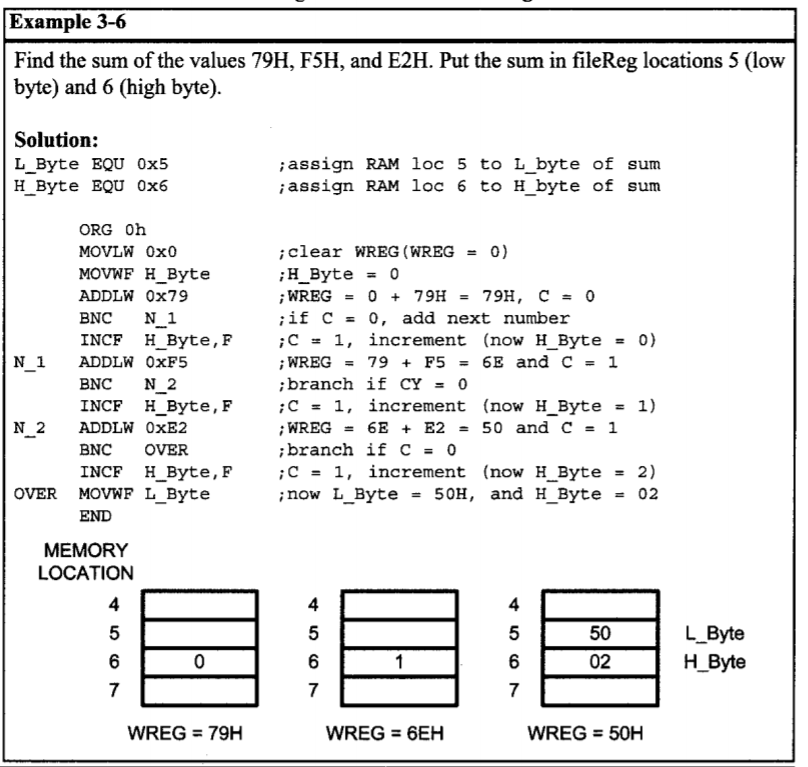 Example 3-6
Find the sum of the values 79H, F5H, and E2H. Put the sum in fileReg locations 5 (low
byte) and 6 (high byte).
Solution:
L_Byte EQU 0x5 ;assign RAM loc 5 to L_byte of sum
H_Byte EQU 0x6 ;assign RAM loc 6 to H_byte of sum
ORG 0h
MOVLW 0x0 ;clear WREG(WREG = 0)
MOVWF H_Byte ;H_Byte = 0
ADDLW 0x79 ;WREG = 0 + 79H = 79H, C = 0
BNC N_1 ;if C = 0, add next number
INCF H_Byte,F ;C = 1, increment (now H_Byte = 0)
N_1 ADDLW 0xF5 ;WREG = 79 + F5 = 6E and C = 1
BNC N_2 ;branch if CY = 0
INCF H_Byte,F ;C = 1, increment (now H_Byte = 1)
N_2 ADDLW 0xE2 ;WREG = 6E + E2 = 50 and C = 1
BNC OVER ;branch if C = 0
INCF H_Byte,F ;C = 1, increment (now H_Byte = 2)
OVER MOVWF L_Byte ;now L_Byte = 50H, and H_Byte = 02
END
MEMORY
LOCATION
4 4 4
5 5 5 50 L_Byte
6 0 6 1 6 02 H_Byte
7 7 7
WREG = 79H WREG = 6EH WREG = 50H